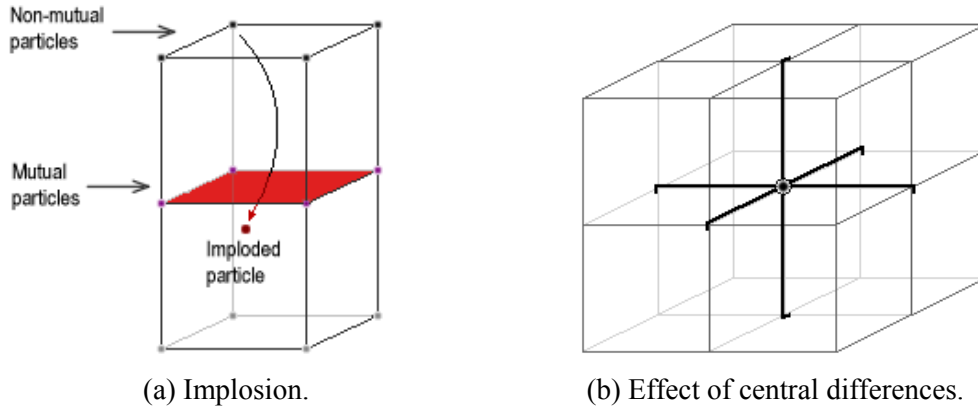 Non-mutual
particles
Mutual
particles
Imploded
particle
(a) Implosion.
(b) Effect of central differences.